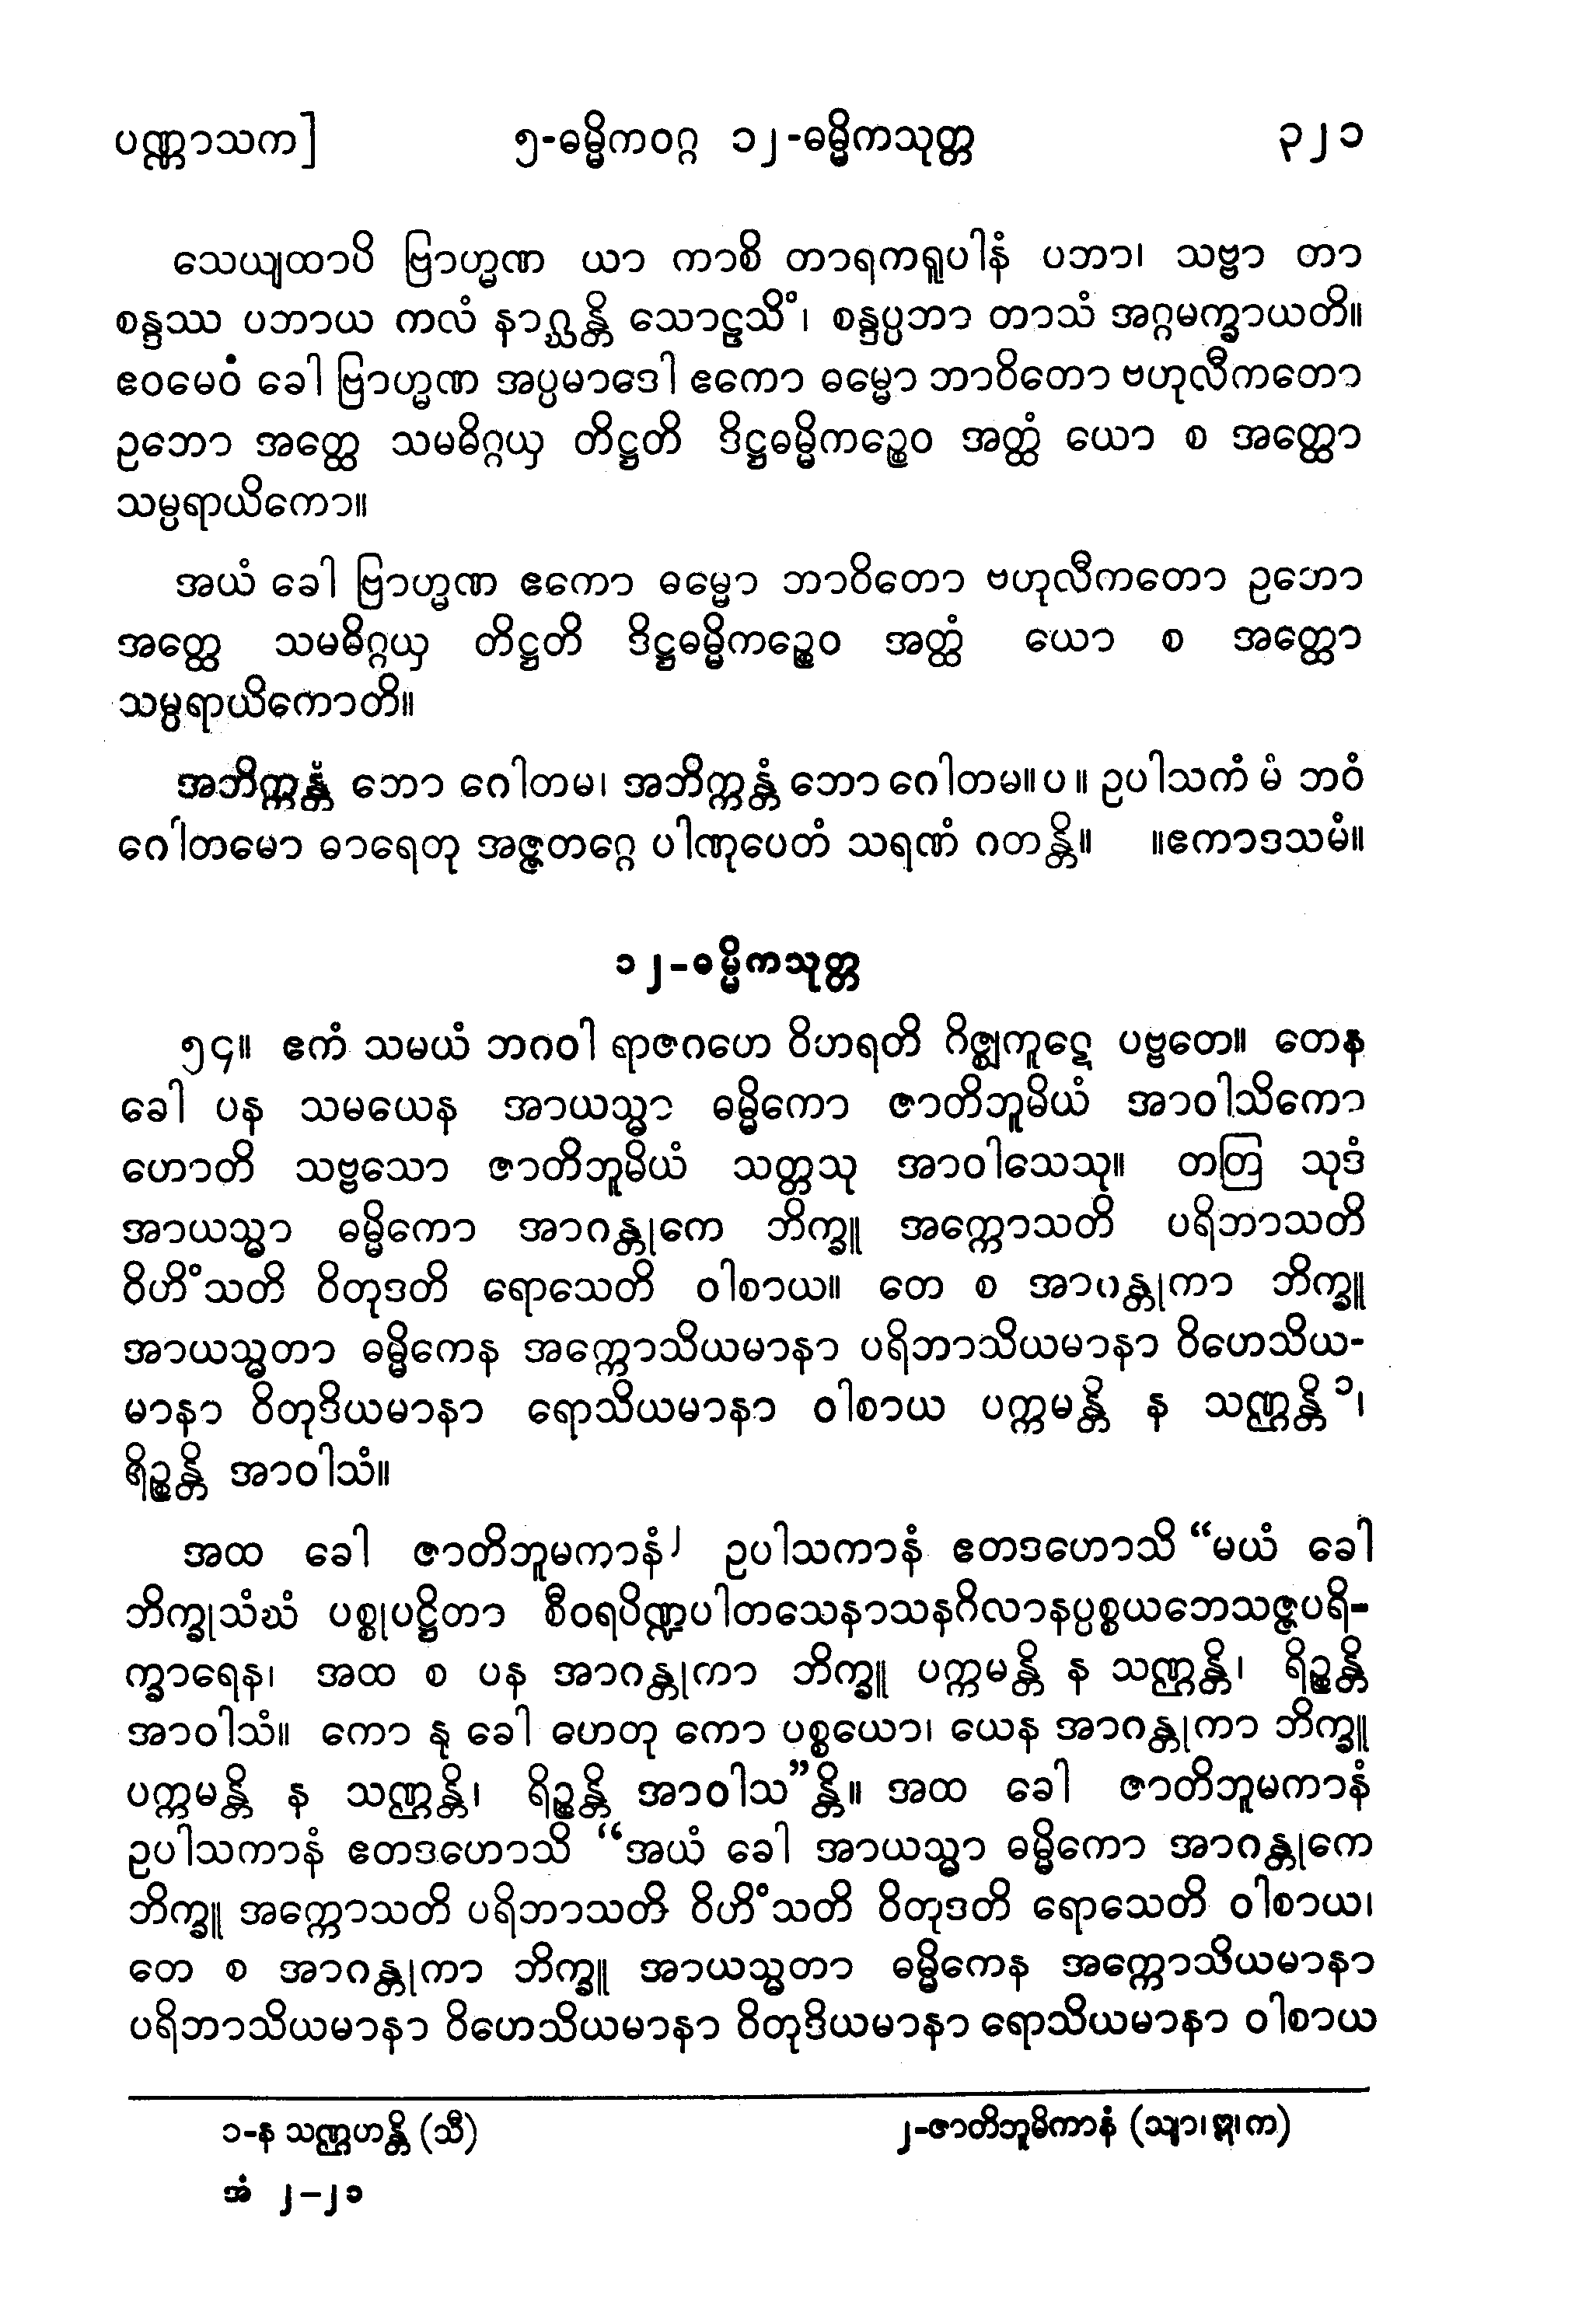 ပဏ္ဏာသက]	၅-ဓမ္မိကဝဂ္ဂ ၁၂-ဓမ္မိကသုတ္တ	၃၂၁
သေယျထာပိ ဗြာဟ္မဏ ယာ ကာစိ တာရကရူပါနံ ပဘာ၊ သဗ္ဗာ တာ
စန္ဒဿ ပဘာယ ကလံ နာဂ္ဃန္တိ သောဠသိံ၊ စန္ဒပ္ပဘာ တာသံ အဂ္ဂမက္ခာယတိ။
ဧဝမေဝံ ခေါ ဗြာဟ္မဏ အပ္ပမာဒေါ ဧကော ဓမ္မော ဘာဝိတော ဗဟုလီကတော
ဥဘော အတ္ထေ သမဓိဂ္ဂယှ တိဋ္ဌတိ ဒိဋ္ဌဓမ္မိကဉ္စေဝ အတ္ထံ ယော စ အတ္ထော
သမ္ပရာယိကော။
အယံ ခေါ ဗြာဟ္မဏ ဧကော ဓမ္မော ဘာဝိတော ဗဟုလီကတော ဥဘော
အတ္ထေ သမဓိဂ္ဂယှ တိဋ္ဌတိ ဒိဋ္ဌဓမ္မိကဉ္စေဝ အတ္ထံ ယော စ အတ္ထော
သမ္ပရာယိကောတိ။
အဘိက္ကန္တံ ဘော ဂေါတမ၊ အဘိက္ကန္တံ ဘော ဂေါတမ။ ပ ။ ဥပါသကံ မံ ဘဝံ
ဂေါတမော ဓာရေတု အဇ္ဇတဂ္ဂေ ပါဏုပေတံ သရဏံ ဂတန္တိ။ ။ဧကာဒသမံ။
၁၂-ဓမ္မိကသုတ္တ
၅၄။ ဧကံ သမယံ ဘဂဝါ ရာဇဂဟေ ဝိဟရတိ ဂိဇ္ဈကူဋေ ပဗ္ဗတေ။ တေန
ခေါ ပန သမယေန အာယသ္မာ ဓမ္မိကော ဇာတိဘူမိယံ အာဝါသိကော
ဟောတိ သဗ္ဗသော ဇာတိဘူမိယံ သတ္တသု အာဝါသေသု။ တတြ သုဒံ
အာယသ္မာ ဓမ္မိကော အာဂန္တုကေ ဘိက္ခူ အက္ကောသတိ ပရိဘာသတိ
ဝိဟိံသတိ ဝိတုဒတိ ရောသေတိ ဝါစာယ။ တေ စ အာဂန္တုကာ ဘိက္ခူ
အာယသ္မတာ ဓမ္မိကေန အက္ကောသိယမာနာ ပရိဘာသိယမာနာ ဝိဟေသိယ-
မာနာ ဝိတုဒိယမာနာ ရောသိယမာနာ ဝါစာယ ပက္ကမန္တိ န သဏ္ဌန္တိ ၁၊
ရိဉ္စန္တိ အာဝါသံ။
အထ ခေါ ဇာတိဘူမကာနံ၂ ဥပါသကာနံ ဧတဒဟောသိ “မယံ ခေါ
ဘိက္ခုသံဃံ ပစ္စုပဋ္ဌိတာ စီဝရပိဏ္ဍပါတသေနာသနဂိလာနပ္ပစ္စယဘေသဇ္ဇပရိ-
က္ခာရေန၊ အထ စ ပန အာဂန္တုကာ ဘိက္ခူ ပက္ကမန္တိ န သဏ္ဌန္တိ၊ ရိဉ္စန္တိ
အာဝါသံ။ ကော နု ခေါ ဟေတု ကော ပစ္စယော၊ ယေန အာဂန္တုကာ ဘိက္ခူ
ပက္ကမန္တိ န သဏ္ဌန္တိ၊ ရိဉ္စန္တိ အာဝါသ”န္တိ။ အထ ခေါ ဇာတိဘူမကာနံ
ဥပါသကာနံ ဧတဒဟောသိ “အယံ ခေါ အာယသ္မာ ဓမ္မိကော အာဂန္တုကေ
ဘိက္ခူ အက္ကောသတိ ပရိဘာသတိ ဝိဟိံသတိ ဝိတုဒတိ ရောသေတိ ဝါစာယ၊
တေ စ အာဂန္တုကာ ဘိက္ခူ အာယသ္မတာ ဓမ္မိကေန အက္ကောသိယမာနာ
ပရိဘာသိယမာနာ ဝိဟေသိယမာနာ ဝိတုဒိယမာနာ ရောသိယမာနာ ဝါစာယ
၁-န သဏ္ဌဟန္တိ (သီ)	၂-ဇာတိဘူမိကာနံ (သျာ၊ ဣ၊ က)
အံ ၂-၂၁